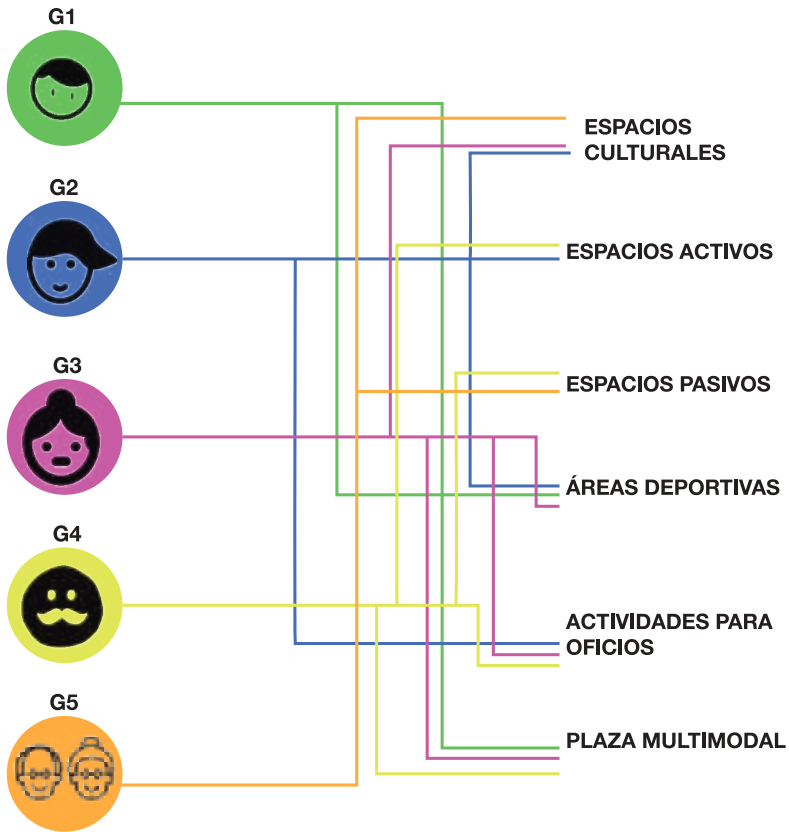 G1
ESPACIOS
CULTURALES
G2
ESPACIOS ACTIVOS
G3
ESPACIOS PASIVOS
ÁREAS DEPORTIVAS
G4
ACTIVIDADES PARA
OFICIOS
G5
PLAZA MULTIMODAL